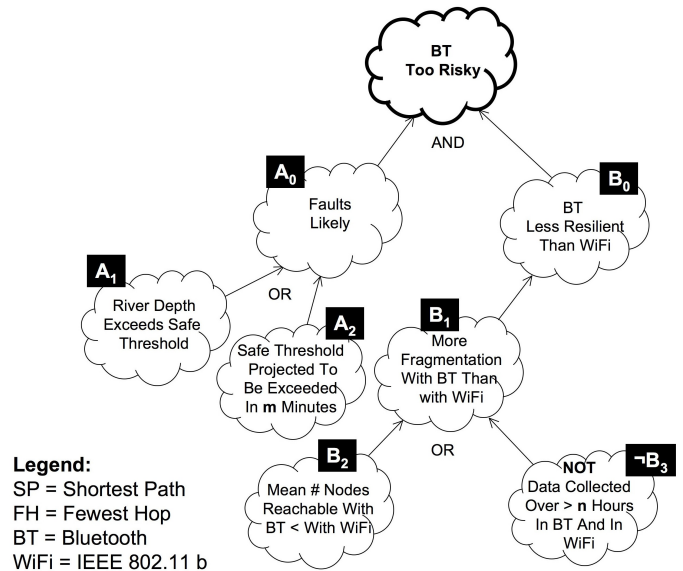 BT
Too Risky
AND
A₀
Faults
Likely
B₀
BT
Less Resilient
Than WiFi
A₁
River Depth
Exceeds Safe
Threshold
OR
A₂
Safe Threshold
Projected To
Be Exceeded
In m Minutes
B₁
More
Fragmentation
With BT Than
with WiFi
OR
B₂
Mean # Nodes
Reachable With
BT < With WiFi
¬B₃
NOT
Data Collected
Over > n Hours
In BT And In
WiFi
Legend:
SP = Shortest Path
FH = Fewest Hop
BT = Bluetooth
WiFi = IEEE 802.11 b